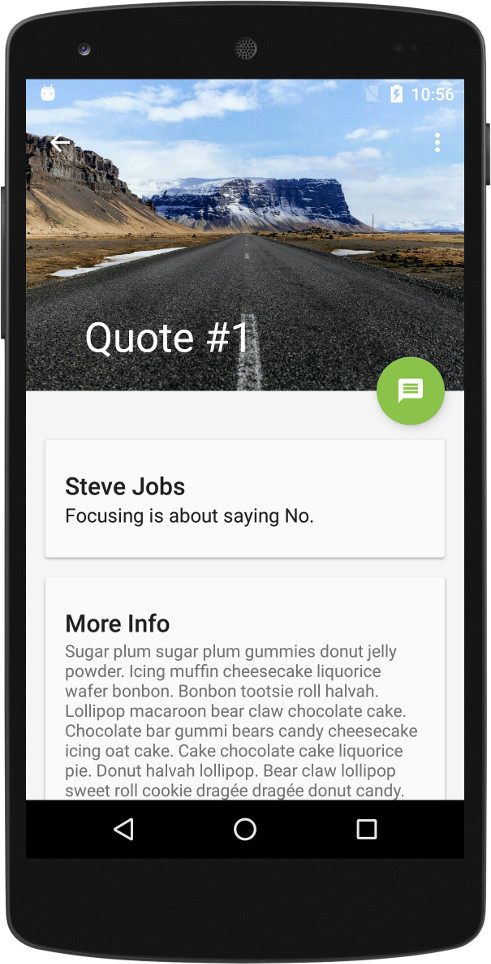 10:56
Quote #1
Steve Jobs
Focusing is about saying No.
More Info
Sugar plum sugar plum gummies donut jelly
powder. Icing muffin cheesecake liquorice
wafer bonbon. Bonbon tootsie roll halvah.
Lollipop macaroon bear claw chocolate cake.
Chocolate bar gummi bears candy cheesecake
icing oat cake. Cake chocolate cake liquorice
pie. Donut halvah lollipop. Bear claw lollipop
sweet roll cookie dragée dragée donut candy.